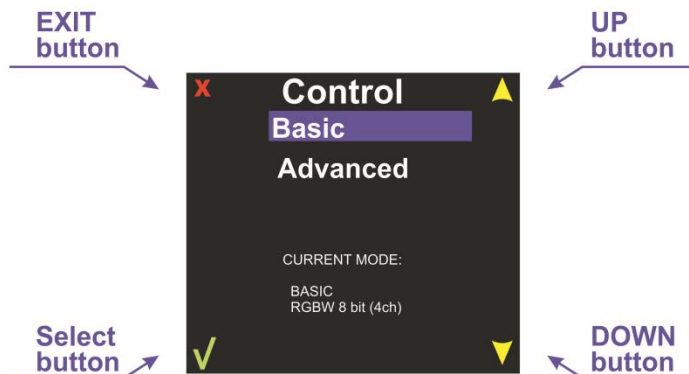 EXIT
button
UP
button
X
Control
Basic
Advanced
CURRENT MODE:
BASIC
RGBW 8 bit (4ch)
Select
button
DOWN
button